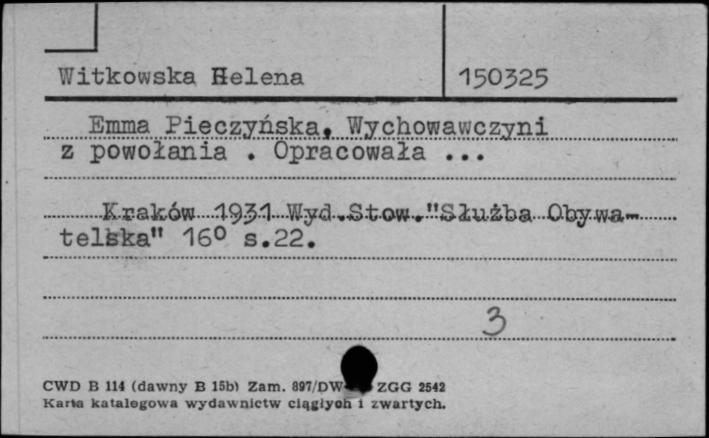 Witkowska Helena 150325
Emma Pieczyńska, Wychowawczyni
z powołania . Opracowała ...
Kraków 1931 Wyd.Stow."Służba Obywa-
telska" 16º s.22.
3
CWD B 114 (dawny B 15b) Zam. 897/DW ZGG 2542
Karta katalogowa wydawnictw ciągłych i zwartych.